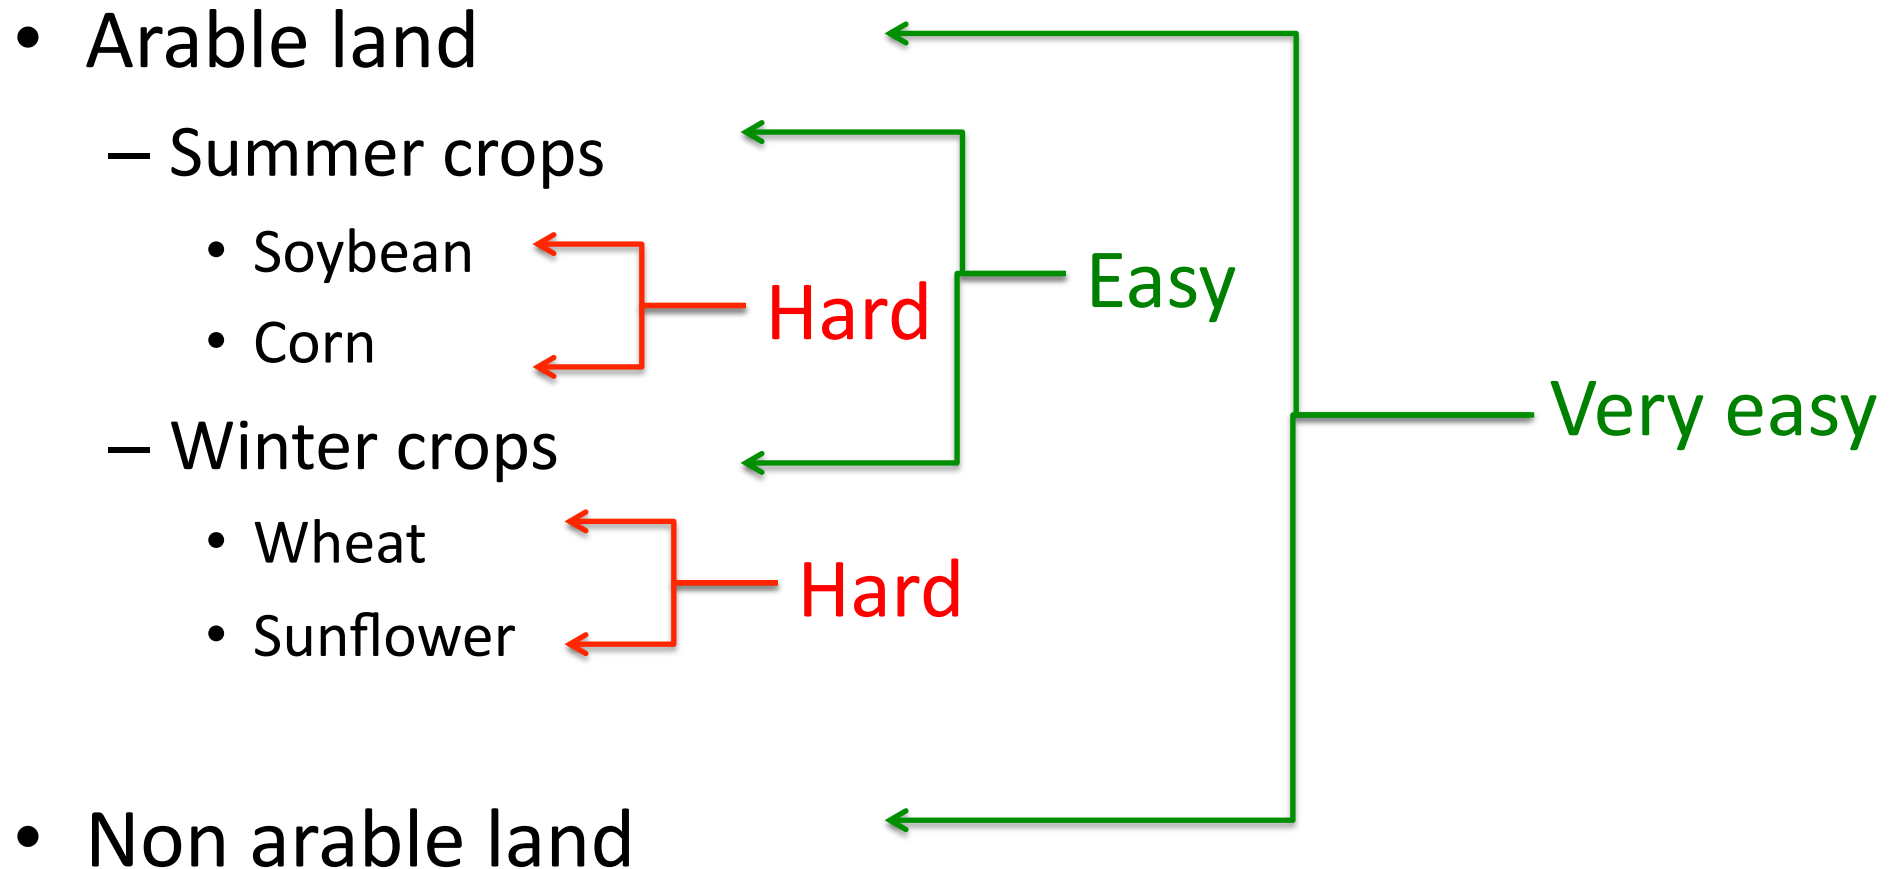 • Arable land
– Summer crops
• Soybean
• Corn
Hard
Easy
– Winter crops
• Wheat
• Sunflower
Hard
Very easy
• Non arable land